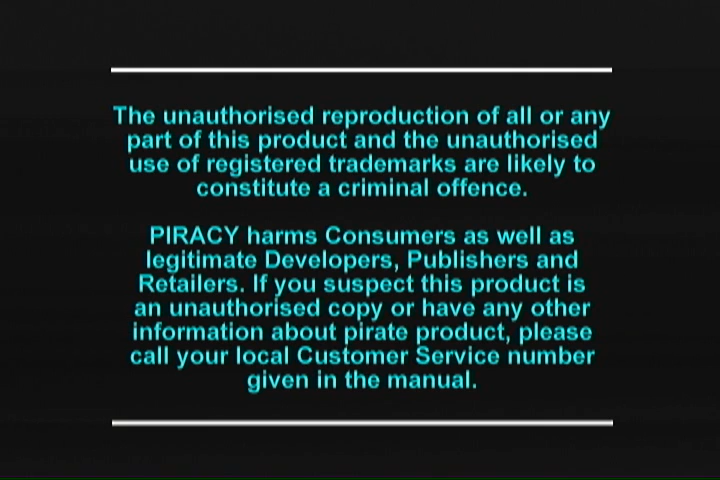 The unauthorised reproduction of all or any
part of this product and the unauthorised
use of registered trademarks are likely to
constitute a criminal offence.
PIRACY harms Consumers as well as
legitimate Developers, Publishers and
Retailers. If you suspect this product is
an unauthorised copy or have any other
information about pirate product, please
call your local Customer Service number
given in the manual.